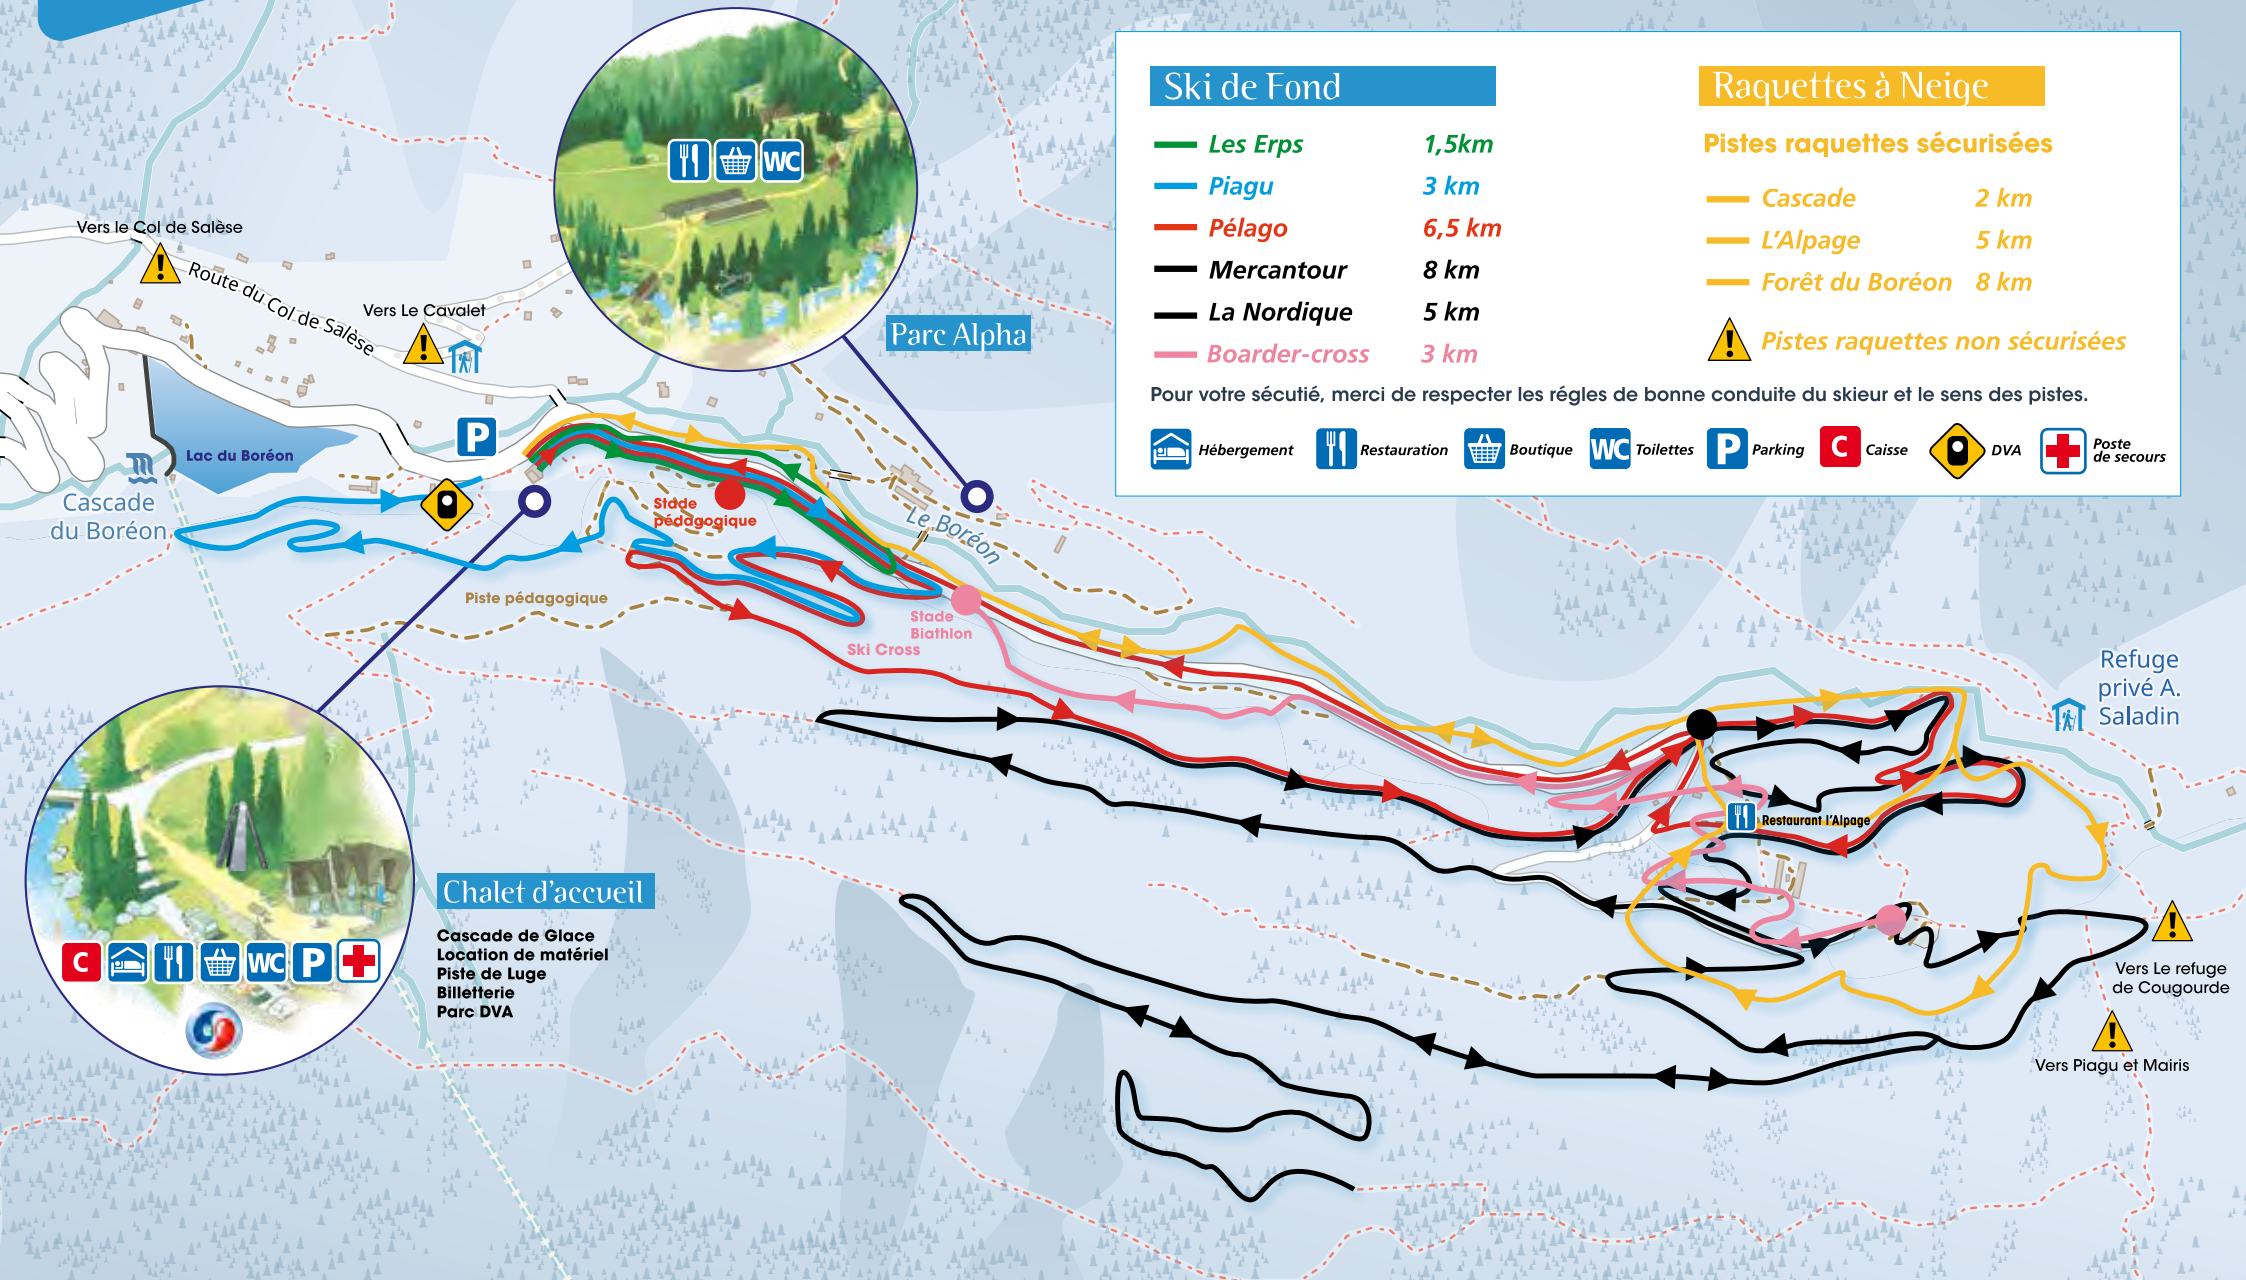 Ski de Fond
Les Erps 1,5km
Piagu 3 km
Pélago 6,5 km
Mercantour 8 km
La Nordique 5 km
Boarder-cross 3 km
Raquettes à Neige
Pistes raquettes sécurisées
Cascade 2 km
L'Alpage 5 km
Forêt du Boréon 8 km
Pistes raquettes non sécurisées
Pour votre sécutié, merci de respecter les régles de bonne conduite du skieur et le sens des pistes.
Hébergement
Restauration
Boutique
WC Toilettes
P Parking
C Caisse
DVA
Poste
de secours
WC
Vers le Col de Salèse
Route du Col de Salèse
Vers Le Cavalet
Parc Alpha
P
Lac du Boréon
Cascade
du Boréon
Stade
pédagogique
Le Boréon
Piste pédagogique
Stade
Biathlon
Ski Cross
Refuge
privé A.
Saladin
Restaurant l'Alpage
Chalet d'accueil
Cascade de Glace
Location de matériel
Piste de Luge
Billetterie
Parc DVA
C WC P
Vers Le refuge
de Cougourde
Vers Piagu et Mairis